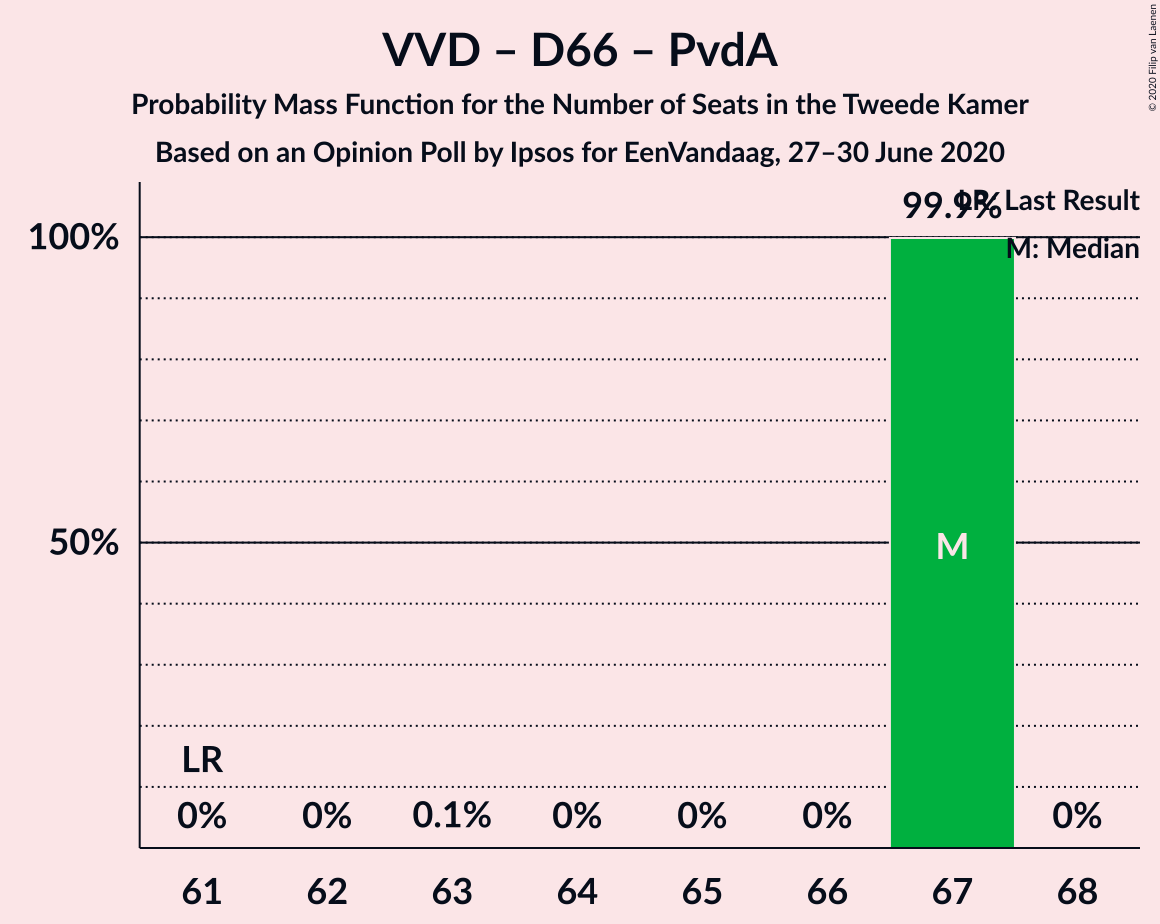 VVD – D66 – PvdA
Probability Mass Function for the Number of Seats in the Tweede Kamer
Based on an Opinion Poll by Ipsos for EenVandaag, 27–30 June 2020
© 2020 Filip van Laenen
99.9%
LR: Last Result
100%
M: Median
50%
M
LR
0% 0% 0.1% 0% 0% 0% 0%
61 62 63 64 65 66 67 68